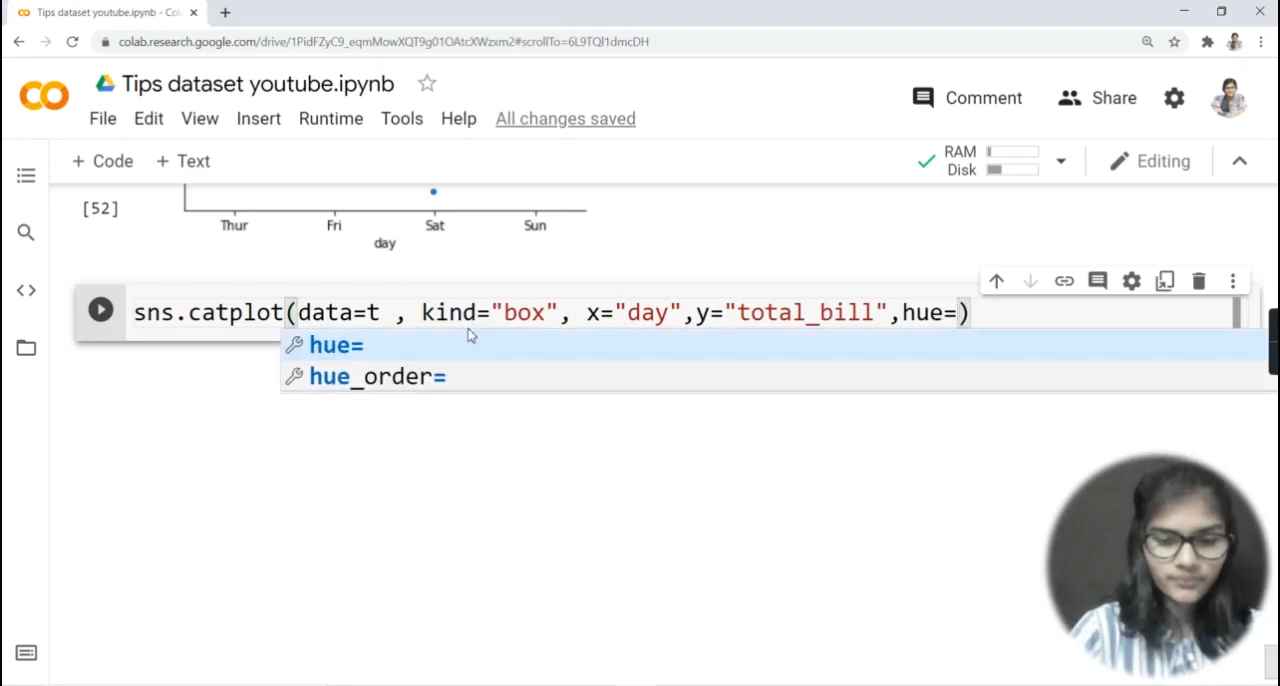 Tips dataset youtube.ipynb - Col
colab.research.google.com/drive/1PidFZyC9_eqmMowXQT9g01OAtcXWzxm2#scrollTo=6L9TQl1dmcDH
Tips dataset youtube.ipynb
Comment
Share
File Edit View Insert Runtime Tools Help All changes saved
+ Code + Text
RAM
Disk
Editing
[52]
Thur Fri Sat Sun
day
sns.catplot(data=t , kind="box", x="day",y="total_bill",hue=)
hue=
hue_order=